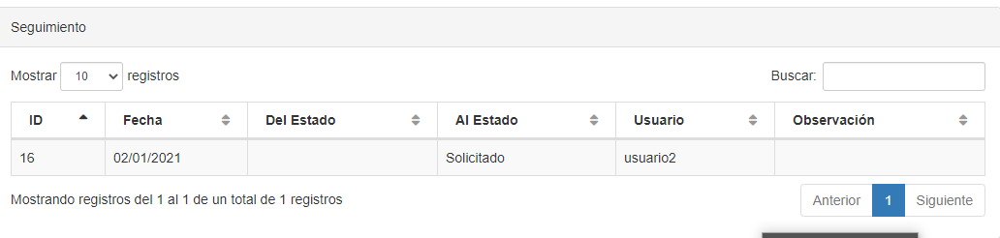 Seguimiento
Mostrar 10 registros Buscar:
ID Fecha Del Estado Al Estado Usuario Observación
16 02/01/2021 Solicitado usuario2
Mostrando registros del 1 al 1 de un total de 1 registros Anterior 1 Siguiente